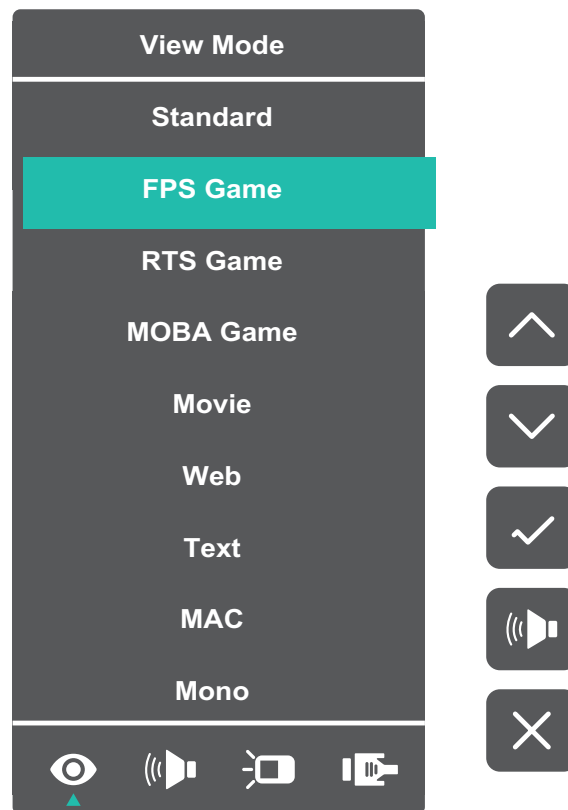 View Mode
Standard
FPS Game
RTS Game
MOBA Game
Movie
Web
Text
MAC
Mono